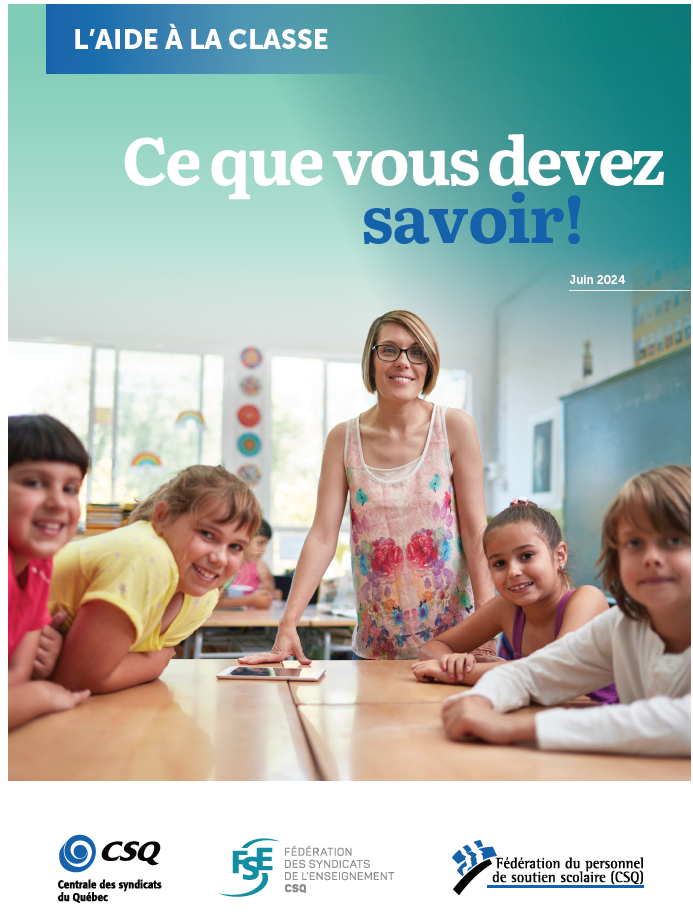 L'AIDE À LA CLASSE
Ce que vous devez
savoir!
Juin 2024
CSQ
Centrale des syndicats
du Québec
FSE
FÉDÉRATION
DES SYNDICATS
DE L'ENSEIGNEMENT
CSQ
Fédération du personnel
de soutien scolaire (CSQ)